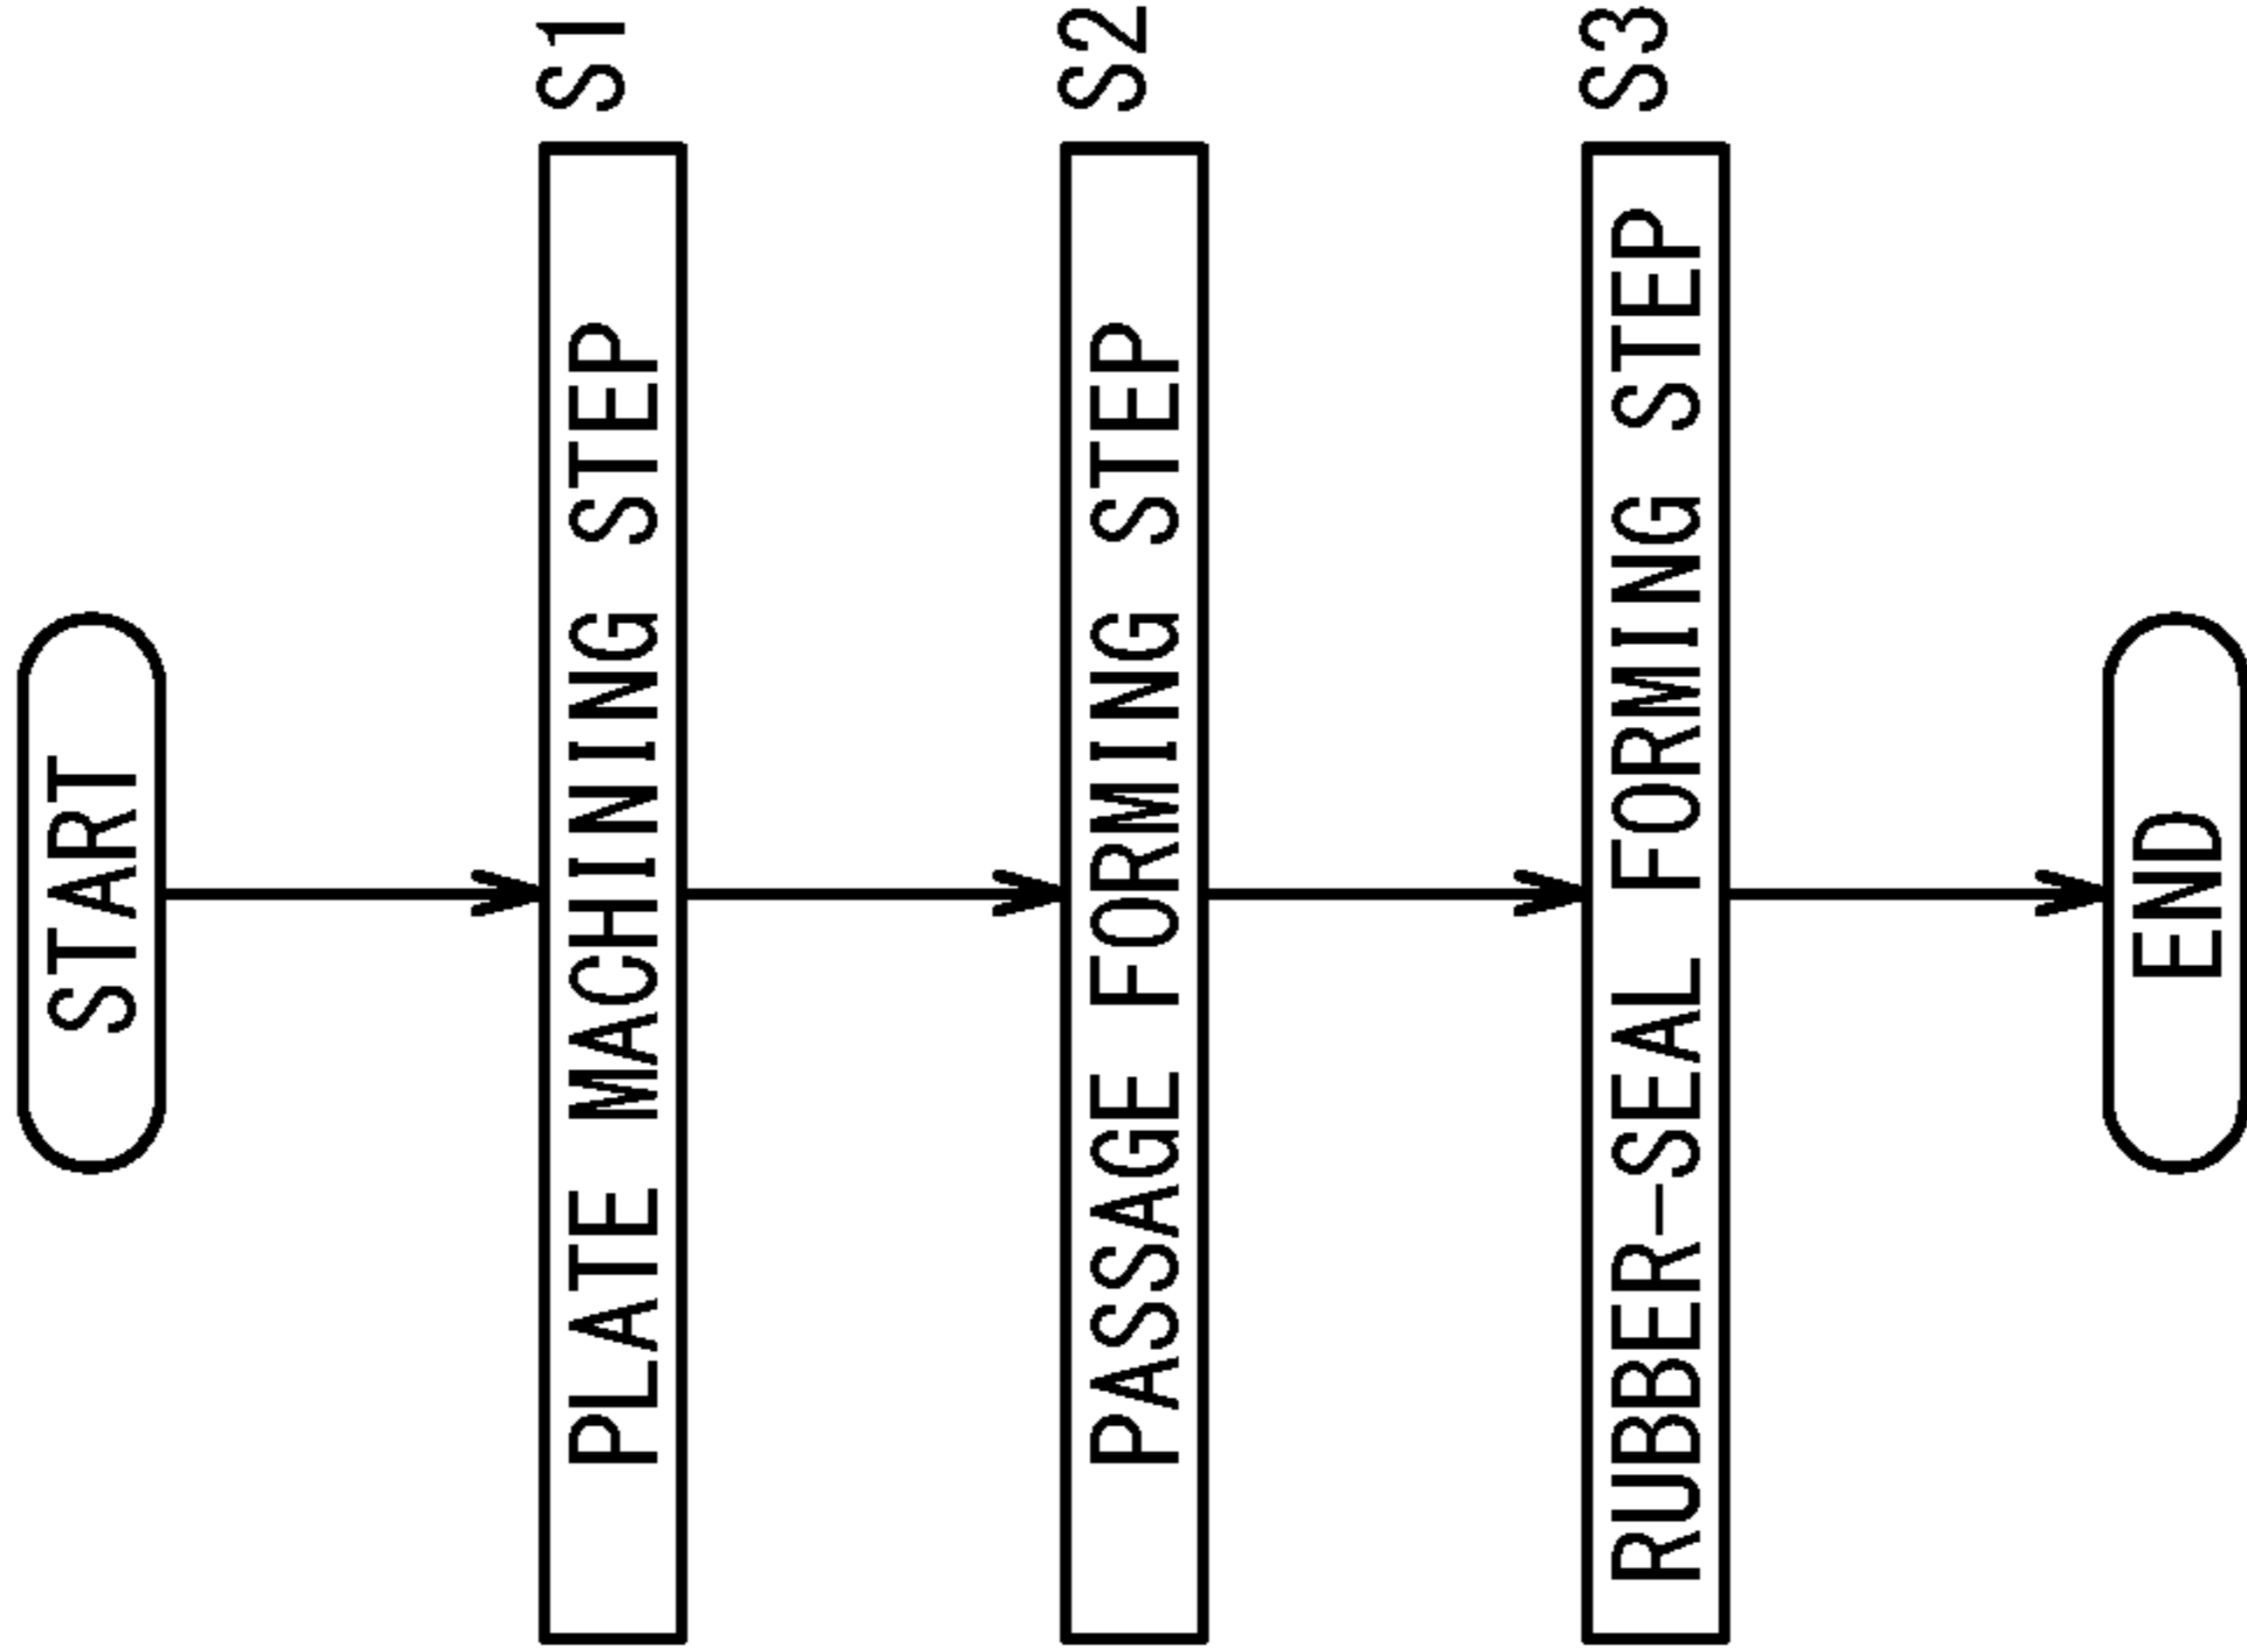 START
S1
PLATE MACHINING STEP
S2
PASSAGE FORMING STEP
S3
RUBBER-SEAL FORMING STEP
END